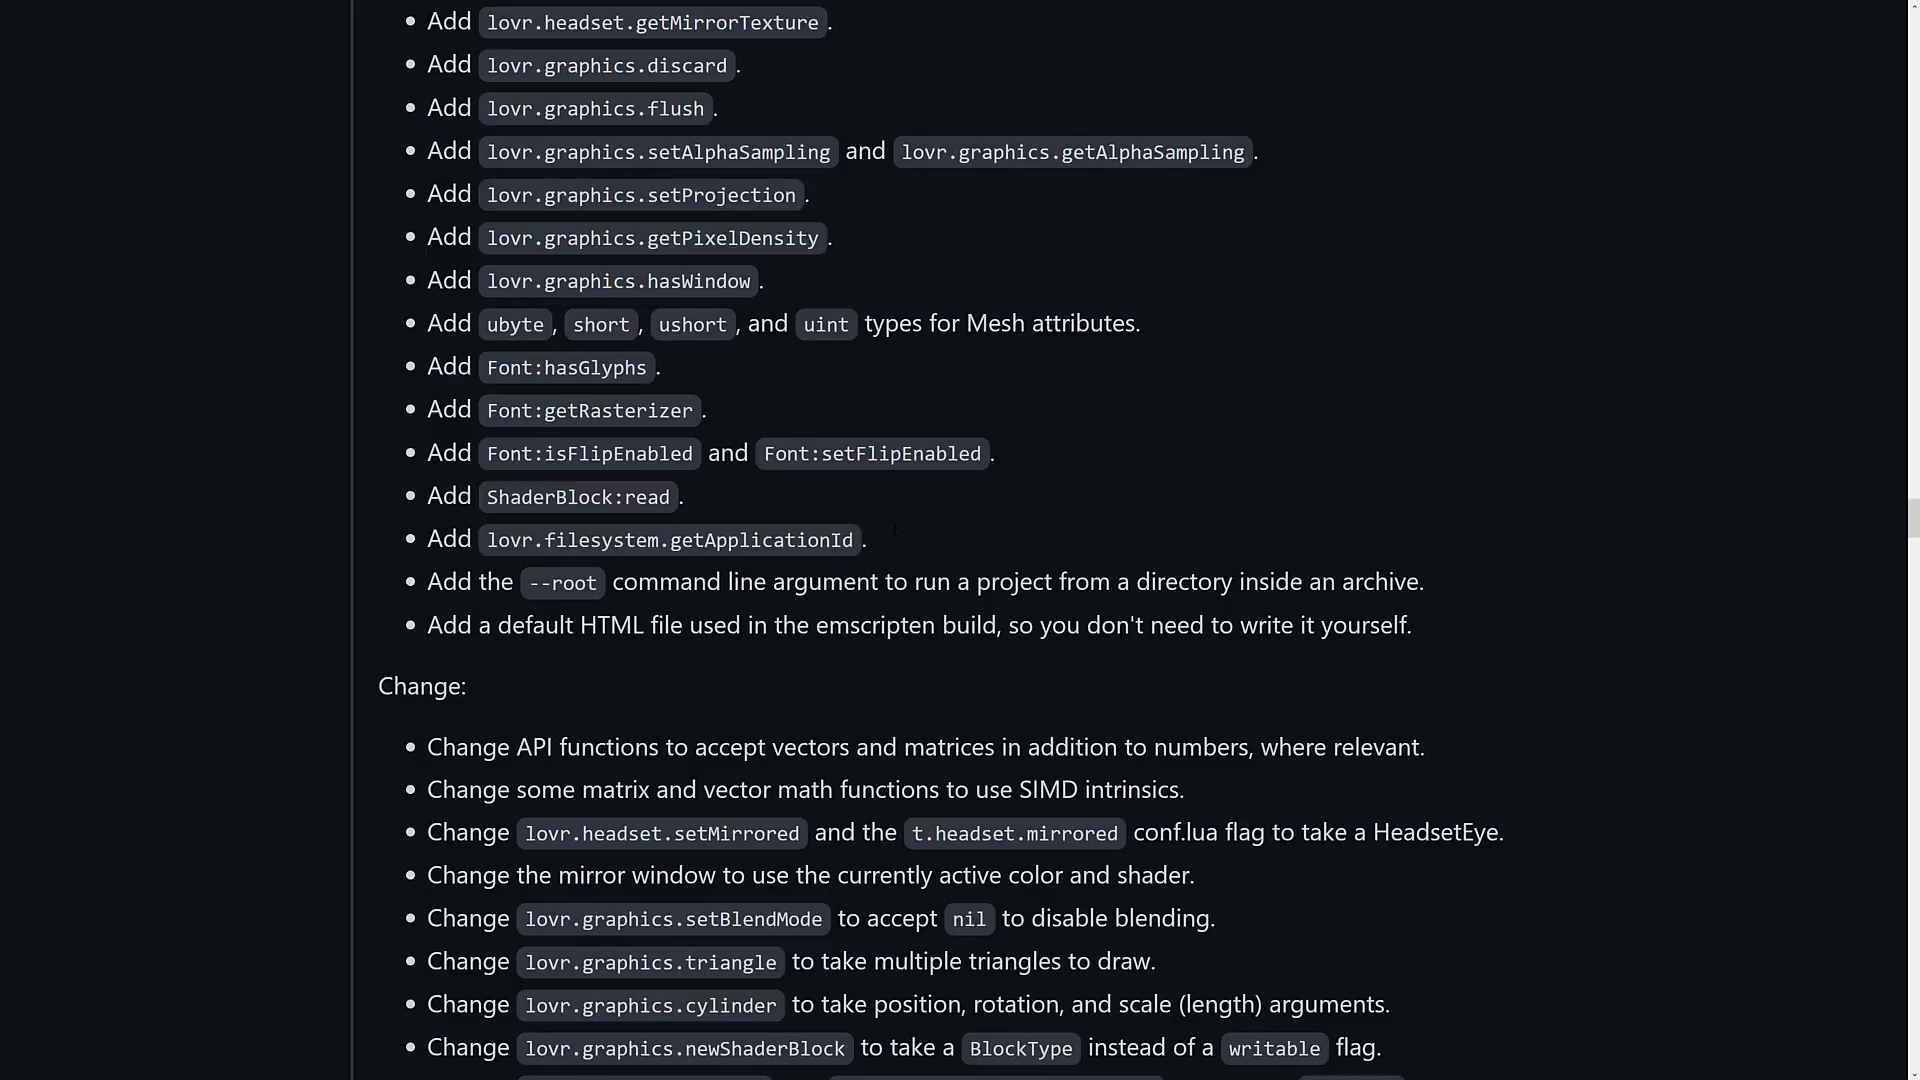 Add lovr.headset.getMirrorTexture.
Add lovr.graphics.discard.
Add lovr.graphics.flush.
Add lovr.graphics.setAlphaSampling and lovr.graphics.getAlphaSampling.
Add lovr.graphics.setProjection.
Add lovr.graphics.getPixelDensity.
Add lovr.graphics.hasWindow.
Add ubyte, short, ushort, and uint types for Mesh attributes.
Add Font:hasGlyphs.
Add Font:getRasterizer.
Add Font:isFlipEnabled and Font:setFlipEnabled.
Add ShaderBlock:read.
Add lovr.filesystem.getApplicationId.
Add the --root command line argument to run a project from a directory inside an archive.
Add a default HTML file used in the emscripten build, so you don't need to write it yourself.
Change:
Change API functions to accept vectors and matrices in addition to numbers, where relevant.
Change some matrix and vector math functions to use SIMD intrinsics.
Change lovr.headset.setMirrored and the t.headset.mirrored conf.lua flag to take a HeadsetEye.
Change the mirror window to use the currently active color and shader.
Change lovr.graphics.setBlendMode to accept nil to disable blending.
Change lovr.graphics.triangle to take multiple triangles to draw.
Change lovr.graphics.cylinder to take position, rotation, and scale (length) arguments.
Change lovr.graphics.newShaderBlock to take a BlockType instead of a writable flag.